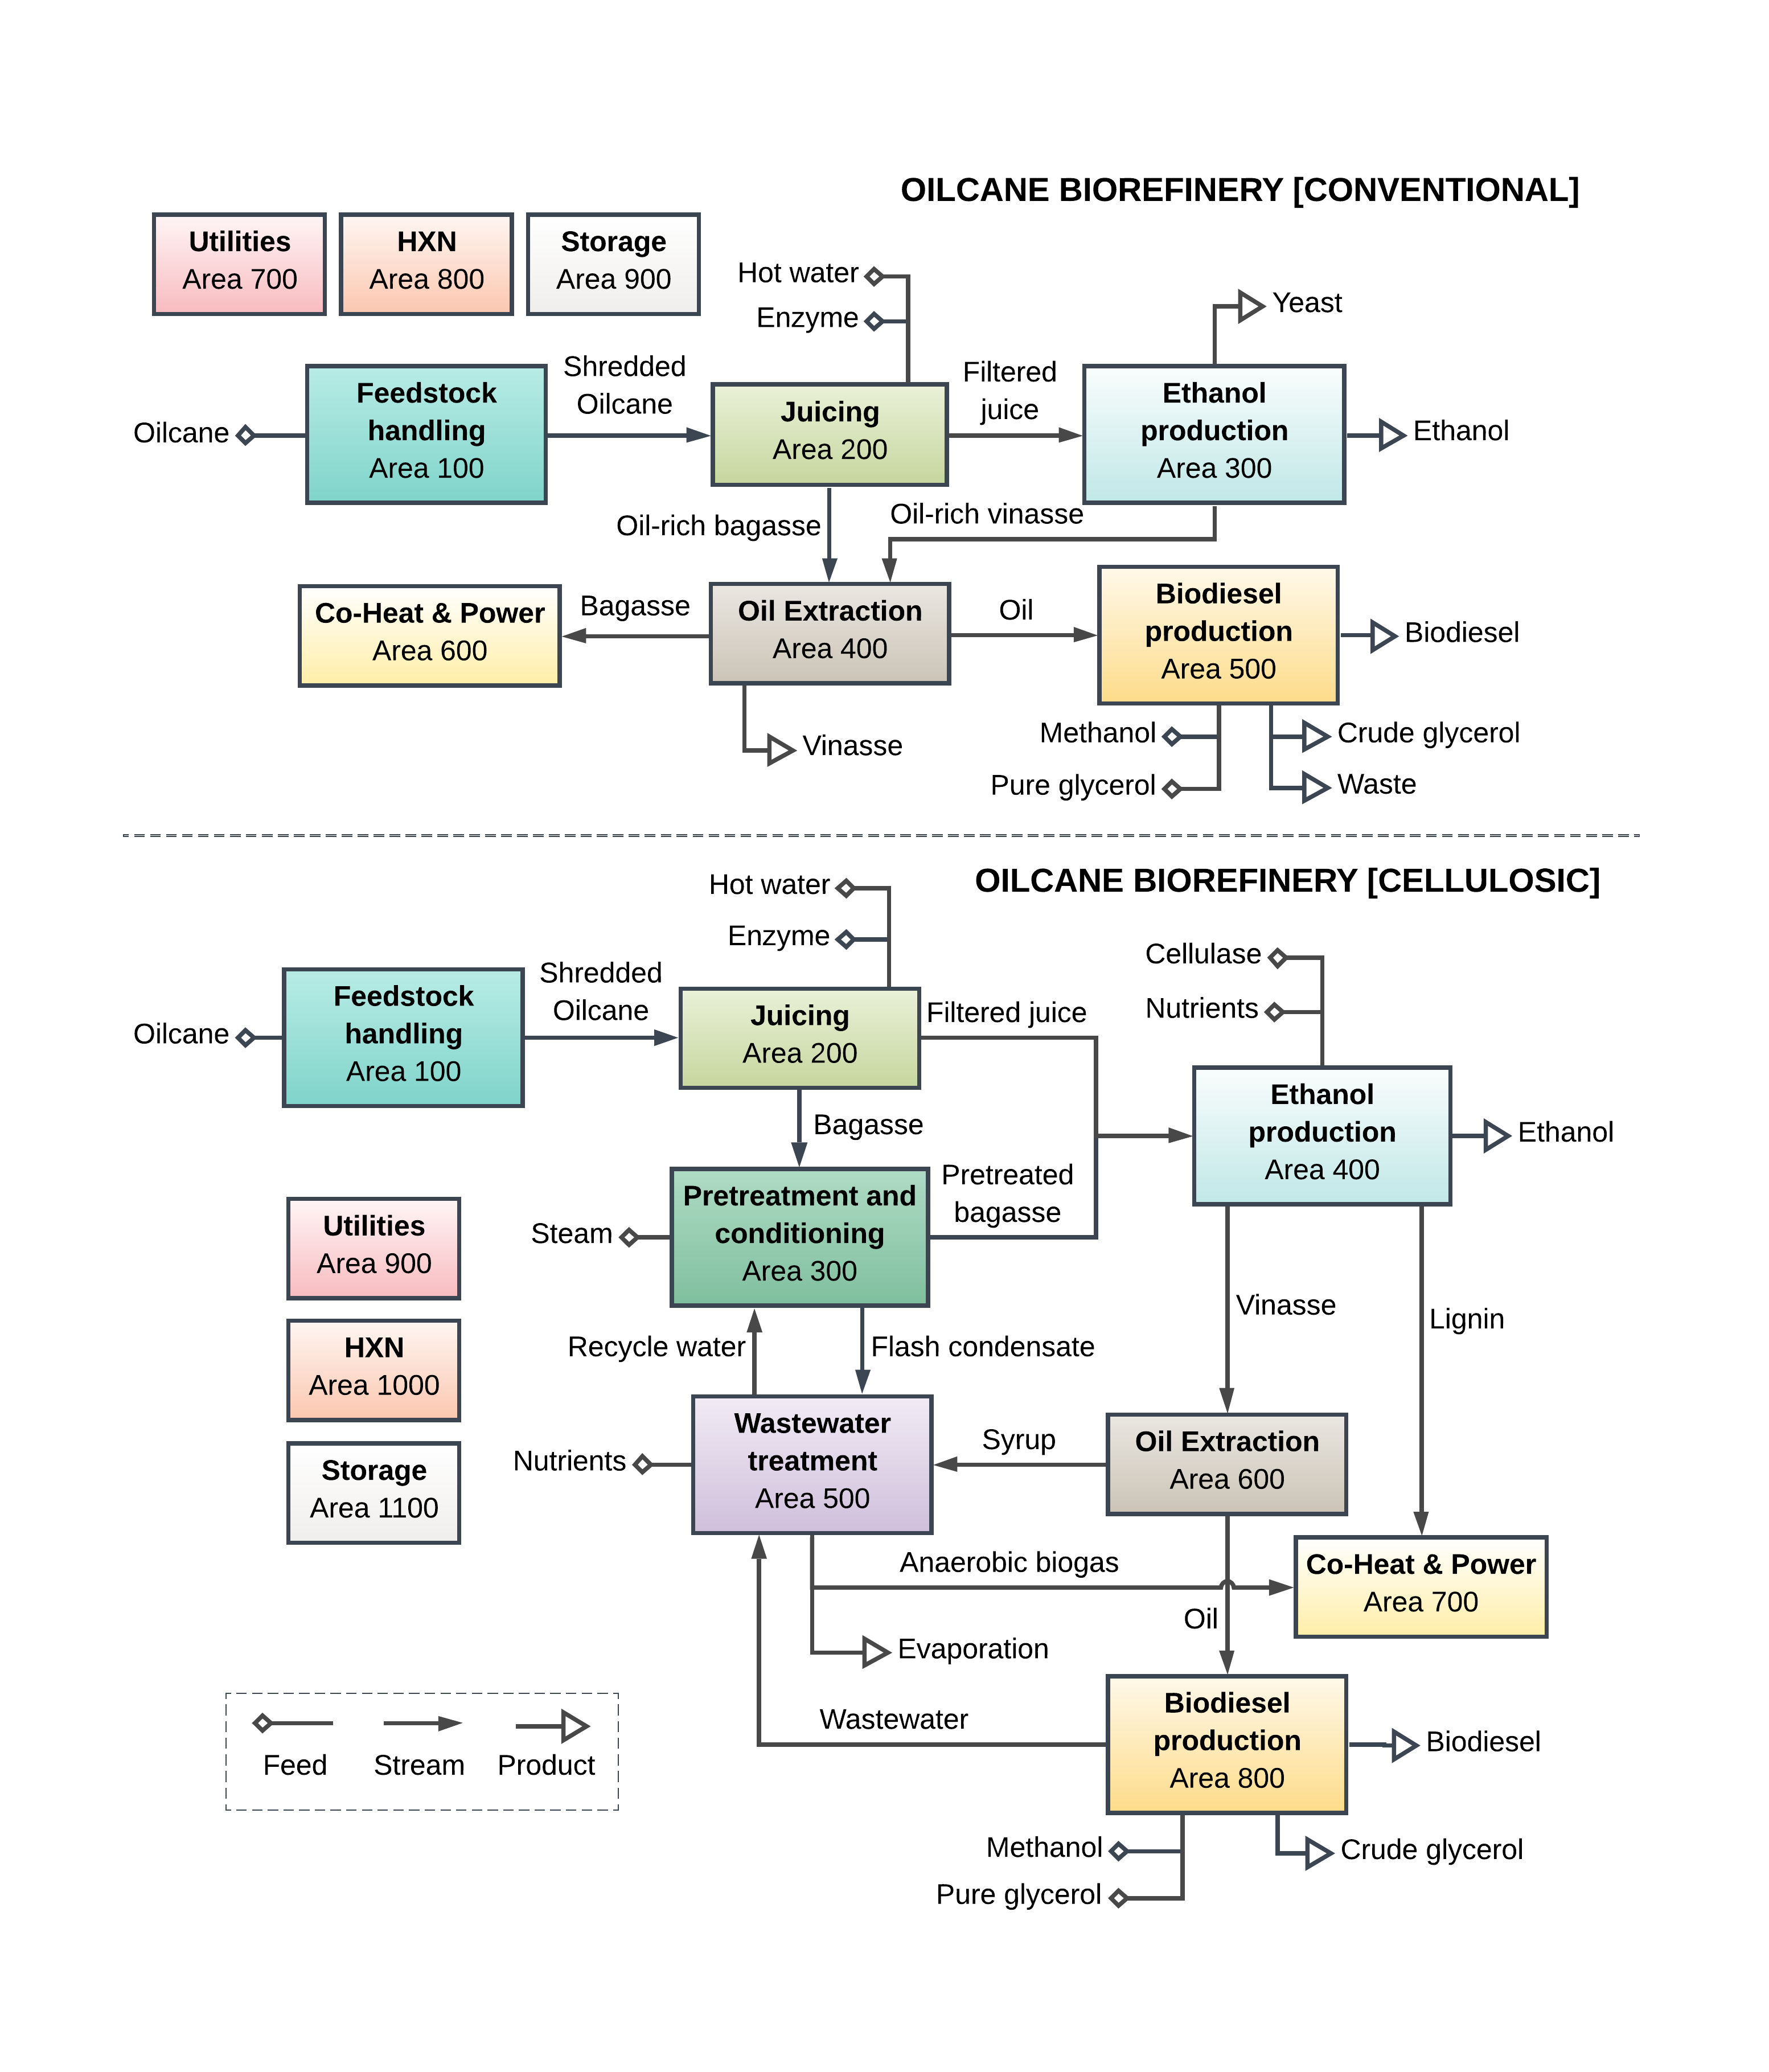 OILCANE BIOREFINERY [CONVENTIONAL]
Utilities
Area 700
HXN
Area 800
Storage
Area 900
Hot water
Enzyme
Yeast
Oilcane
Feedstock
handling
Area 100
Shredded
Oilcane
Juicing
Area 200
Filtered
juice
Ethanol
production
Area 300
Ethanol
Oil-rich bagasse
Oil-rich vinasse
Co-Heat & Power
Area 600
Bagasse
Oil Extraction
Area 400
Oil
Biodiesel
production
Area 500
Biodiesel
Vinasse
Methanol
Pure glycerol
Crude glycerol
Waste
OILCANE BIOREFINERY [CELLULOSIC]
Hot water
Enzyme
Cellulase
Nutrients
Oilcane
Feedstock
handling
Area 100
Shredded
Oilcane
Juicing
Area 200
Filtered juice
Ethanol
production
Area 400
Ethanol
Bagasse
Pretreated
bagasse
Steam
Pretreatment and
conditioning
Area 300
Utilities
Area 900
HXN
Area 1000
Storage
Area 1100
Vinasse
Lignin
Recycle water
Flash condensate
Nutrients
Wastewater
treatment
Area 500
Syrup
Oil Extraction
Area 600
Anaerobic biogas
Co-Heat & Power
Area 700
Oil
Evaporation
Wastewater
Biodiesel
production
Area 800
Biodiesel
Feed
Stream
Product
Methanol
Pure glycerol
Crude glycerol